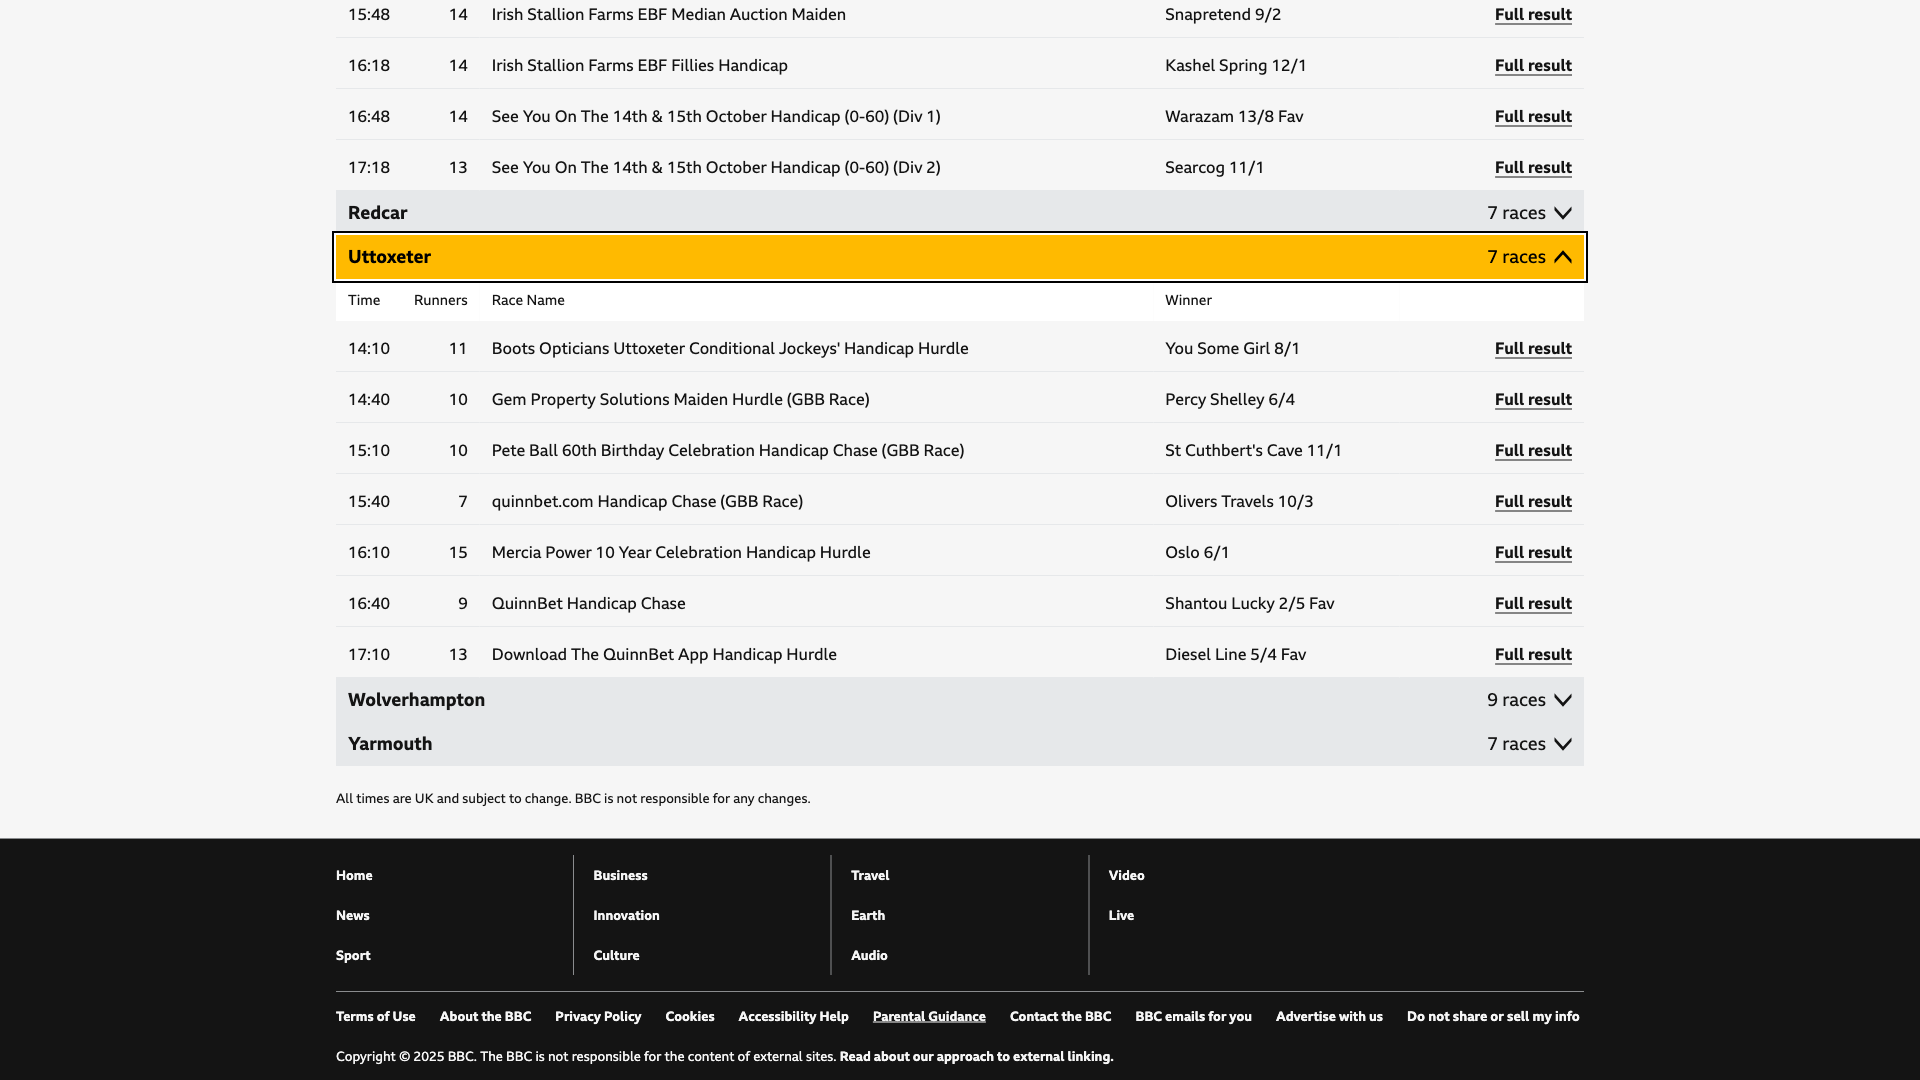 15:48 14 Irish Stallion Farms EBF Median Auction Maiden Snapretend 9/2 Full result
16:18 14 Irish Stallion Farms EBF Fillies Handicap Kashel Spring 12/1 Full result
16:48 14 See You On The 14th & 15th October Handicap (0-60) (Div 1) Warazam 13/8 Fav Full result
17:18 13 See You On The 14th & 15th October Handicap (0-60) (Div 2) Searcog 11/1 Full result
Redcar 7 races
Uttoxeter 7 races
Time Runners Race Name Winner
14:10 11 Boots Opticians Uttoxeter Conditional Jockeys' Handicap Hurdle You Some Girl 8/1 Full result
14:40 10 Gem Property Solutions Maiden Hurdle (GBB Race) Percy Shelley 6/4 Full result
15:10 10 Pete Ball 60th Birthday Celebration Handicap Chase (GBB Race) St Cuthbert's Cave 11/1 Full result
15:40 7 quinnbet.com Handicap Chase (GBB Race) Olivers Travels 10/3 Full result
16:10 15 Mercia Power 10 Year Celebration Handicap Hurdle Oslo 6/1 Full result
16:40 9 QuinnBet Handicap Chase Shantou Lucky 2/5 Fav Full result
17:10 13 Download The QuinnBet App Handicap Hurdle Diesel Line 5/4 Fav Full result
Wolverhampton 9 races
Yarmouth 7 races
All times are UK and subject to change. BBC is not responsible for any changes.
Home Business Travel Video
News Innovation Earth Live
Sport Culture Audio
Terms of Use About the BBC Privacy Policy Cookies Accessibility Help Parental Guidance Contact the BBC BBC emails for you Advertise with us Do not share or sell my info
Copyright © 2025 BBC. The BBC is not responsible for the content of external sites. Read about our approach to external linking.